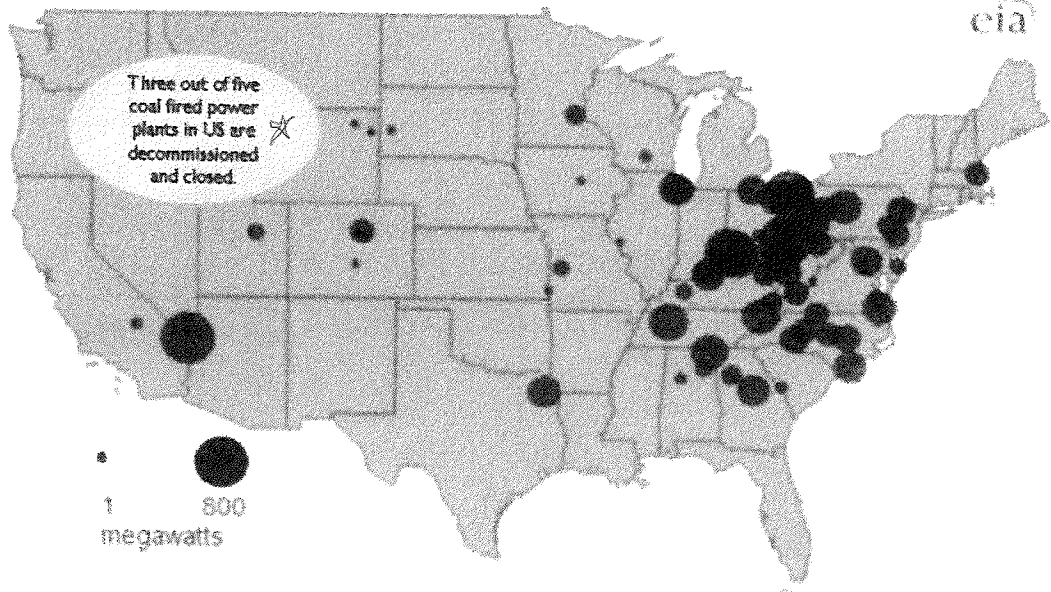 eia
Three out of five
coal fired power
plants in US are
decommissioned
and closed.
1 800
megawatts